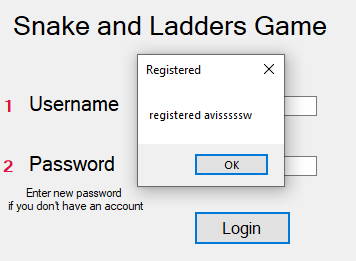 Snake and Ladders Game
Registered
registered avisssssw
1 Username
2 Password
Enter new password
if you don't have an account
OK
Login